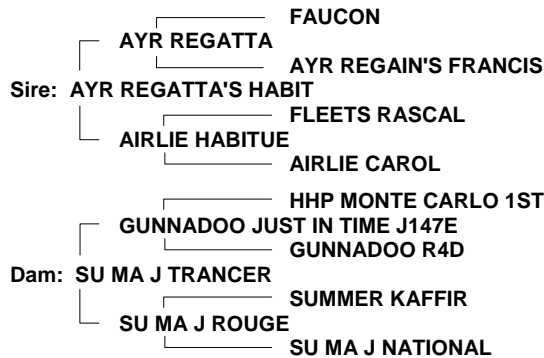 FAUCON
AYR REGATTA
AYR REGAIN'S FRANCIS
Sire: AYR REGATTA'S HABIT
FLEETS RASCAL
AIRLIE HABITUE
AIRLIE CAROL
HHP MONTE CARLO 1ST
GUNNADOO JUST IN TIME J147E
GUNNADOO R4D
Dam: SU MA J TRANCER
SUMMER KAFFIR
SU MA J ROUGE
SU MA J NATIONAL